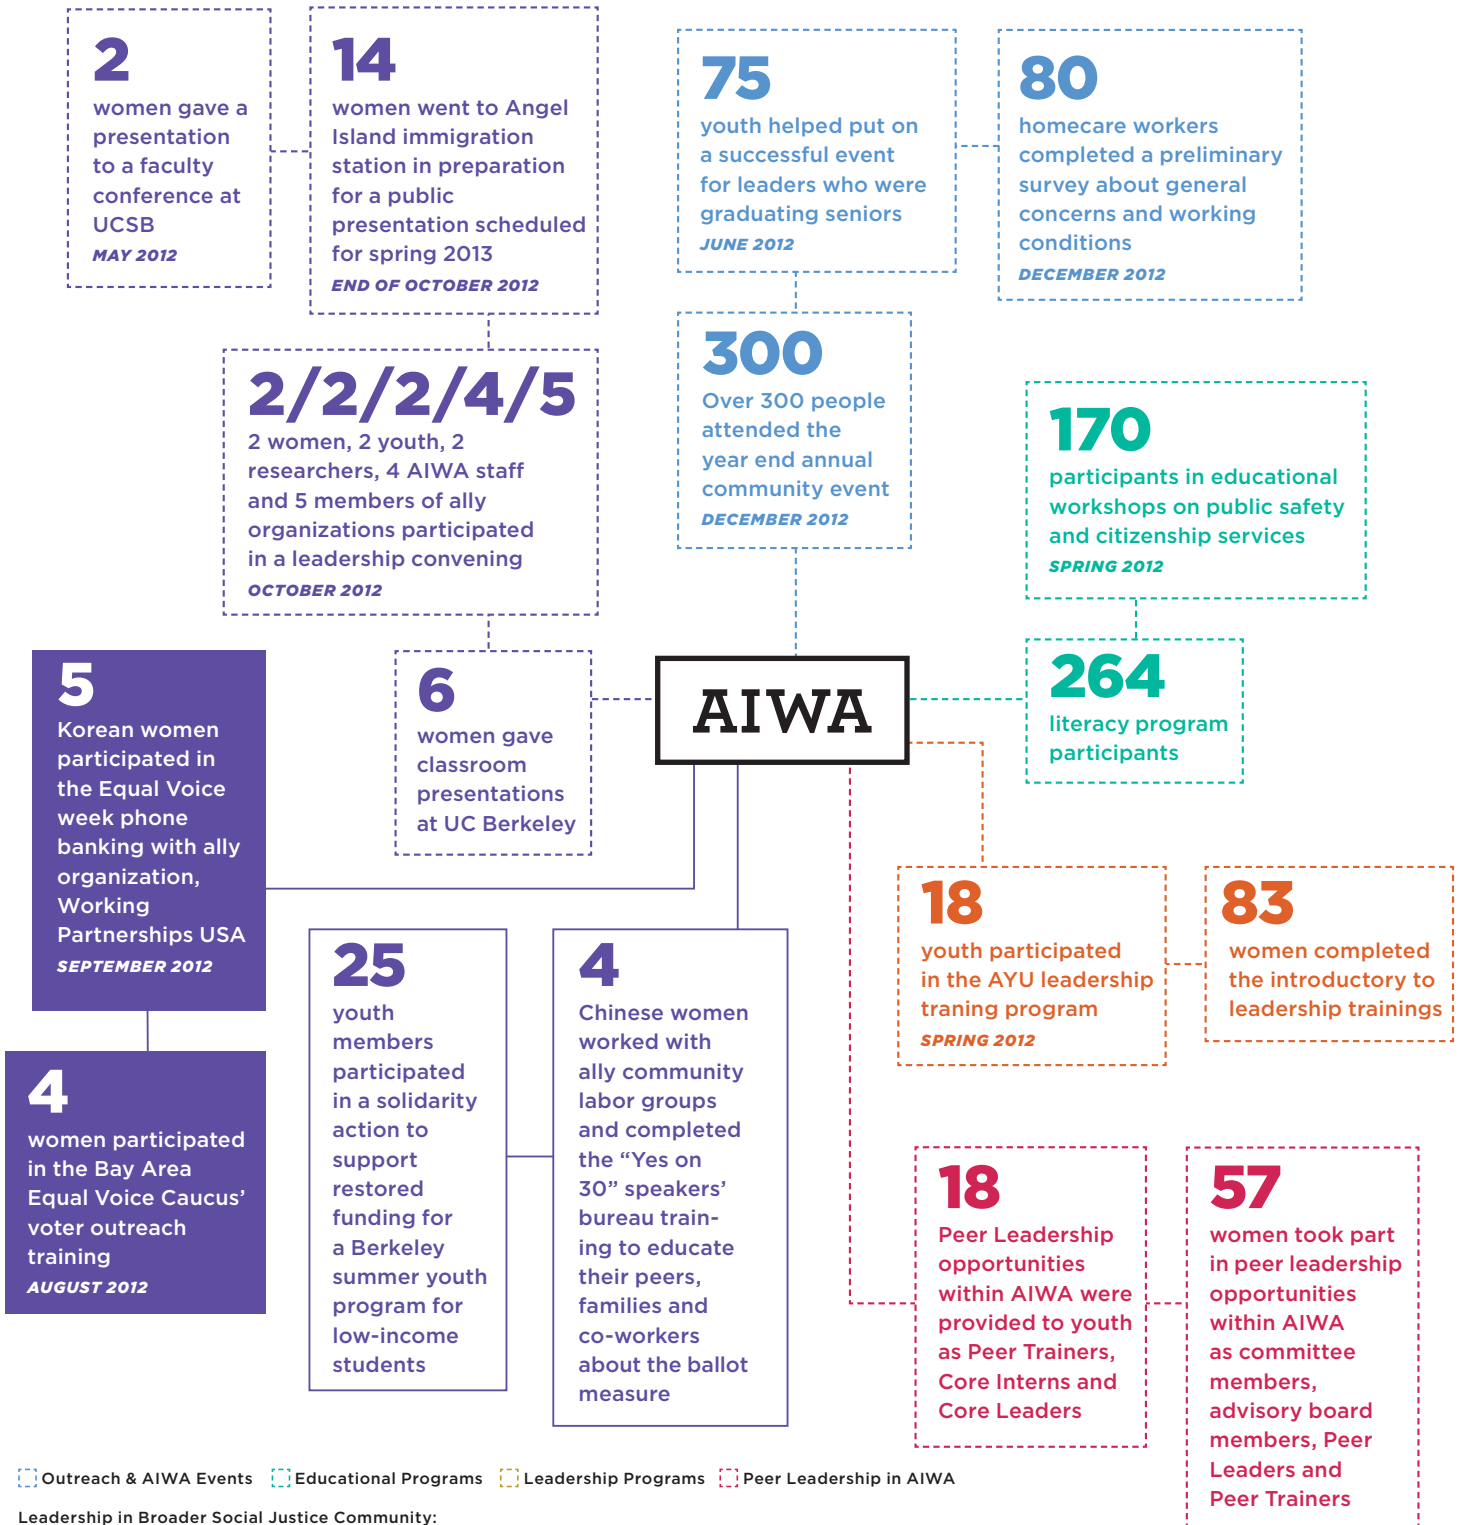 2
women gave a
presentation
to a faculty
conference at
UCSB
MAY 2012
14
women went to Angel
Island immigration
station in preparation
for a public
presentation scheduled
for spring 2013
END OF OCTOBER 2012
75
youth helped put on
a successful event
for leaders who were
graduating seniors
JUNE 2012
80
homecare workers
completed a preliminary
survey about general
concerns and working
conditions
DECEMBER 2012
2/2/2/4/5
2 women, 2 youth, 2
researchers, 4 AIWA staff
and 5 members of ally
organizations participated
in a leadership convening
OCTOBER 2012
300
Over 300 people
attended the
year end annual
community event
DECEMBER 2012
170
participants in educational
workshops on public safety
and citizenship services
SPRING 2012
5
Korean women
participated in
the Equal Voice
week phone
banking with ally
organization,
Working
Partnerships USA
SEPTEMBER 2012
6
women gave
classroom
presentations
at UC Berkeley
AIWA
264
literacy program
participants
18
youth participated
in the AYU leadership
traning program
SPRING 2012
83
women completed
the introductory to
leadership trainings
4
women participated
in the Bay Area
Equal Voice Caucus’
voter outreach
training
AUGUST 2012
25
youth
members
participated
in a solidarity
action to
support
restored
funding for
a Berkeley
summer youth
program for
low-income
students
4
Chinese women
worked with
ally community
labor groups
and completed
the “Yes on
30” speakers’
bureau train-
ing to educate
their peers,
families and
co-workers
about the ballot
measure
18
Peer Leadership
opportunities
within AIWA were
provided to youth
as Peer Trainers,
Core Interns and
Core Leaders
57
women took part
in peer leadership
opportunities
within AIWA
as committee
members,
advisory board
members, Peer
Leaders and
Peer Trainers
Outreach & AIWA Events Educational Programs Leadership Programs Peer Leadership in AIWA
Leadership in Broader Social Justice Community: